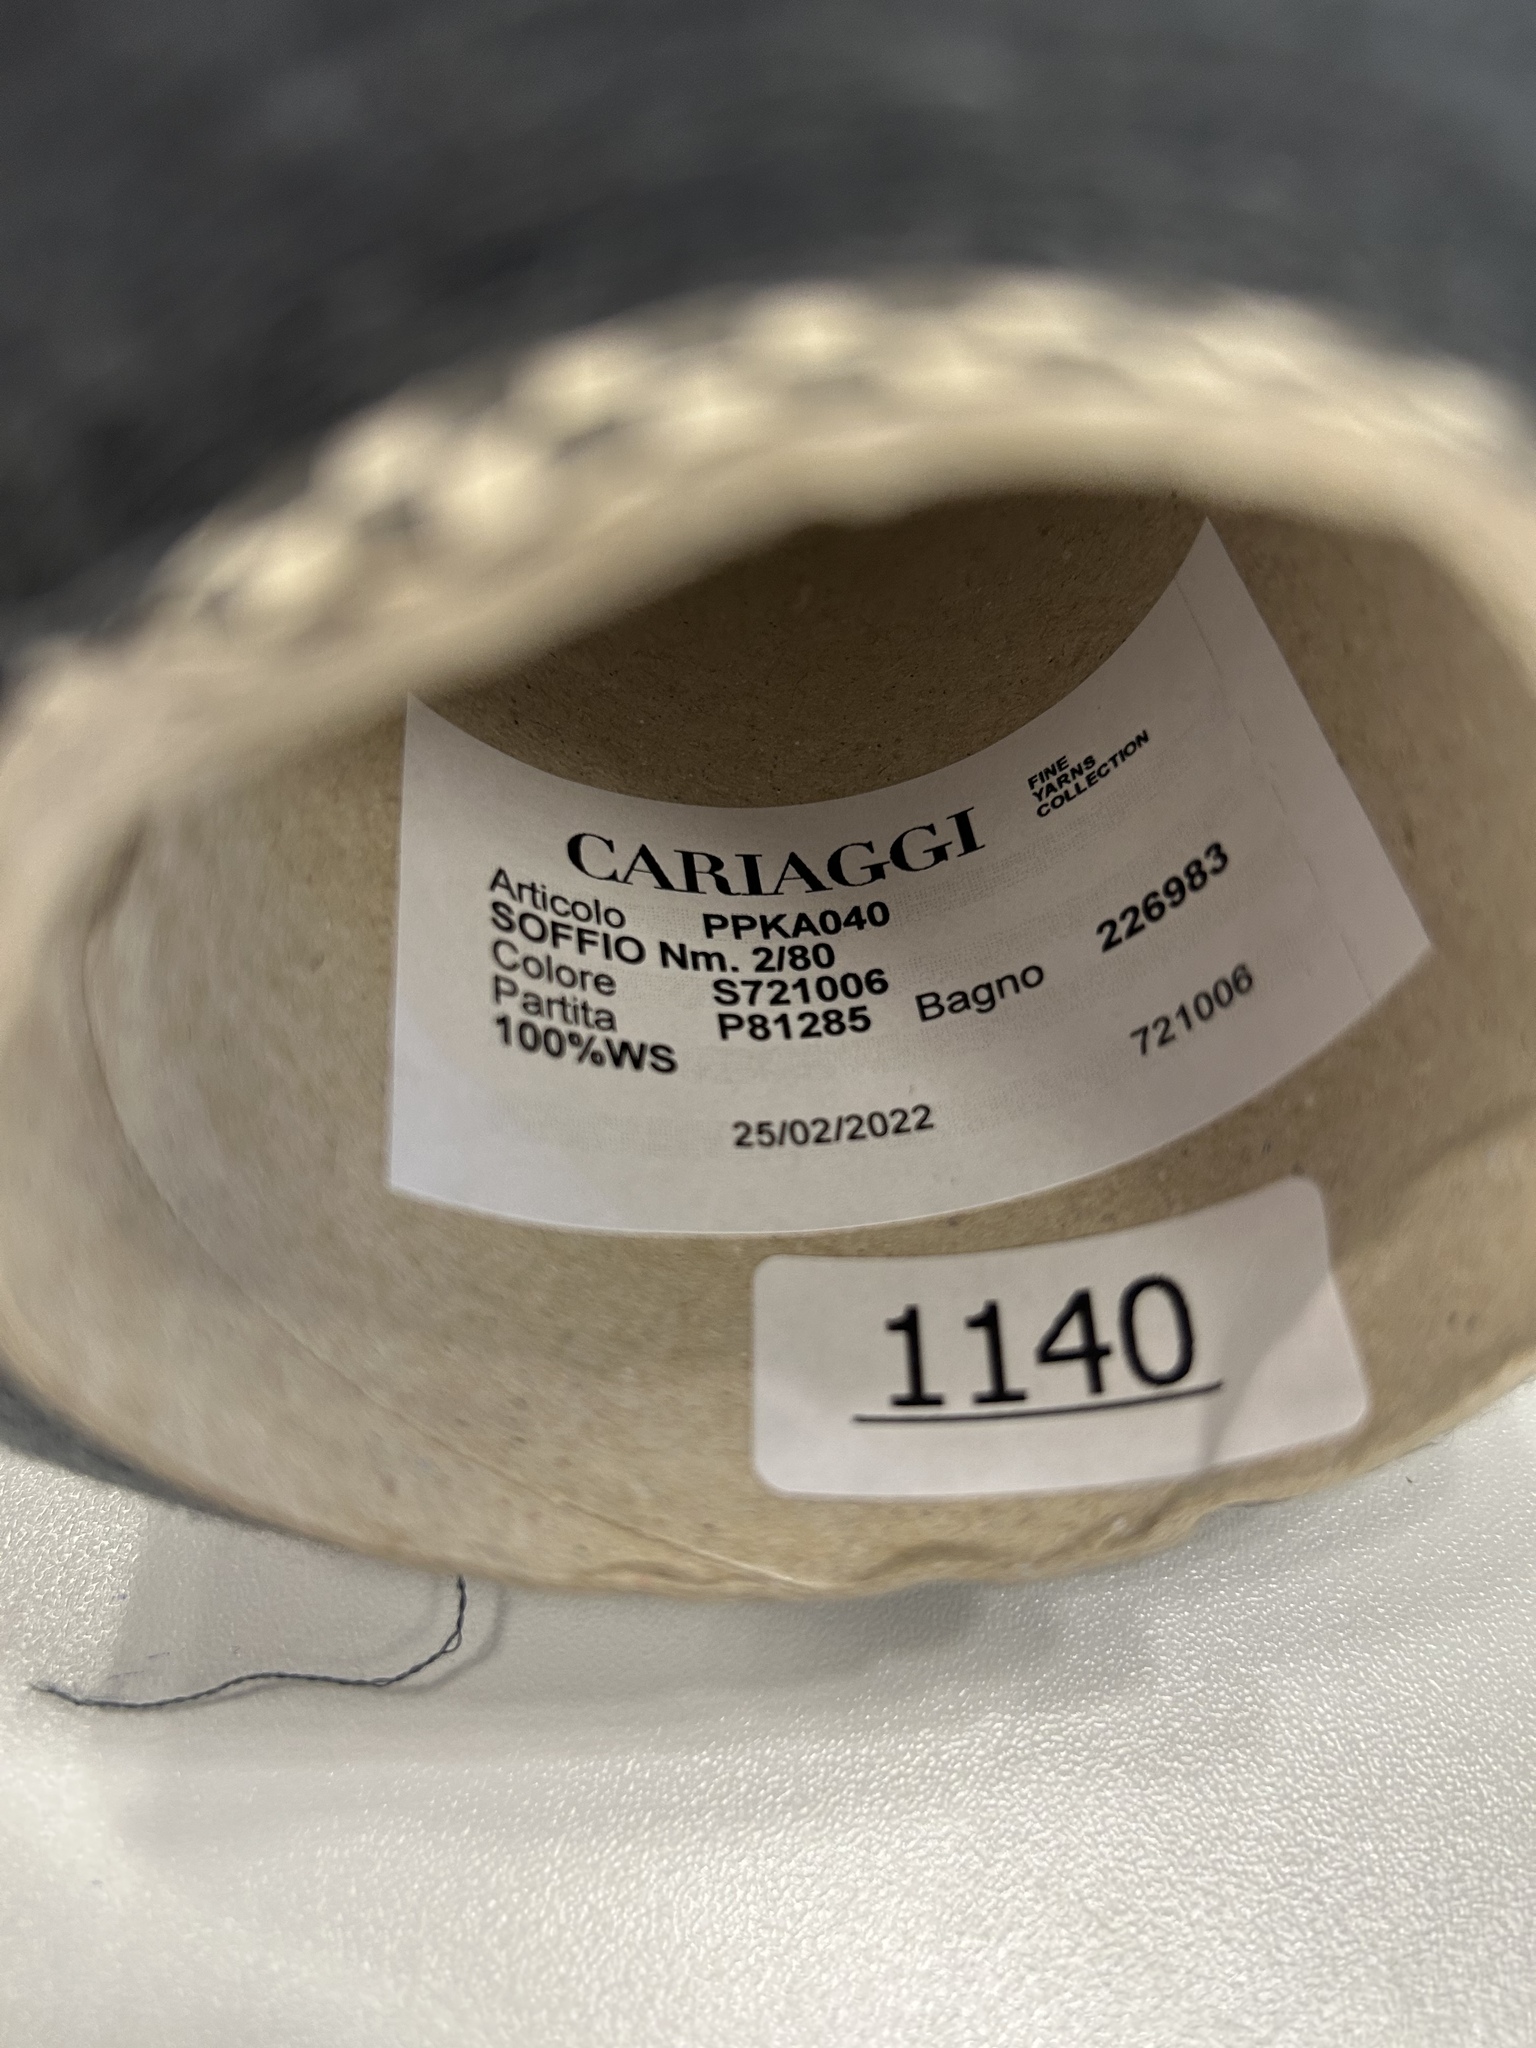 CARIAGGI
FINE
YARNS
COLLECTION
Articolo PPKA040
SOFFIO Nm. 2/80
Colore S721006
Partita P81285 Bagno 226983
100%WS
721006
25/02/2022
1140